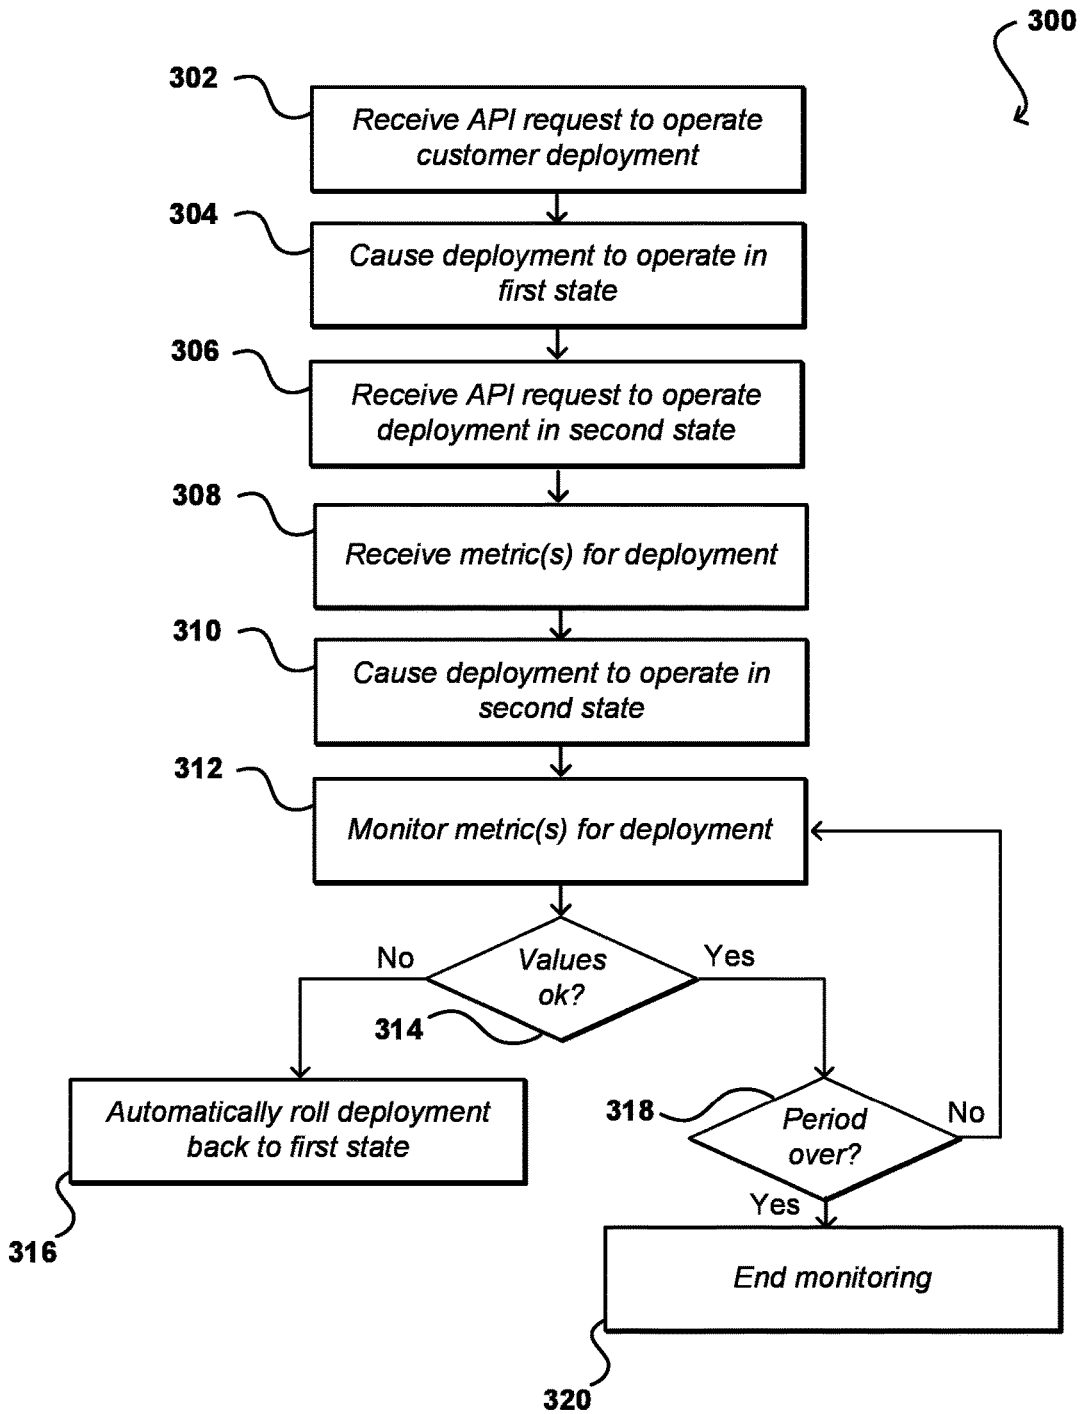 300
302
Receive API request to operate
customer deployment
304
Cause deployment to operate in
first state
306
Receive API request to operate
deployment in second state
308
Receive metric(s) for deployment
310
Cause deployment to operate in
second state
312
Monitor metric(s) for deployment
No
Values
ok?
Yes
314
Automatically roll deployment
back to first state
316
318
Period
over?
No
Yes
End monitoring
320